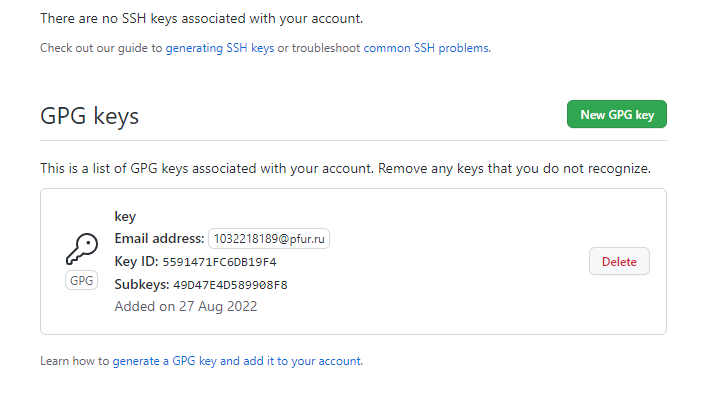 There are no SSH keys associated with your account.
Check out our guide to generating SSH keys or troubleshoot common SSH problems.
GPG keys
New GPG key
This is a list of GPG keys associated with your account. Remove any keys that you do not recognize.
key
Email address: 1032218189@pfur.ru
Key ID: 5591471FC6DB19F4
GPG
Subkeys: 49D47E4D589908F8
Delete
Added on 27 Aug 2022
Learn how to generate a GPG key and add it to your account.